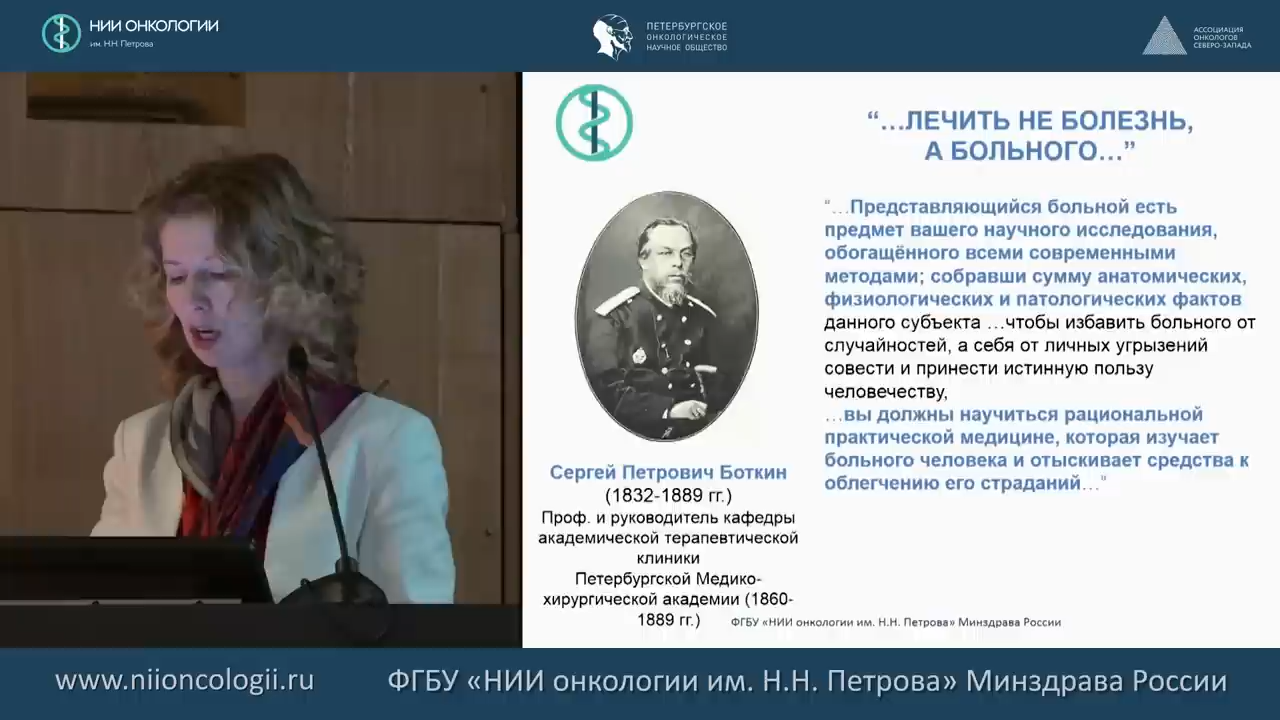 НИИ ОНКОЛОГИИ
им. Н.Н. Петрова
ПЕТЕРБУРГСКОЕ
ОНКОЛОГИЧЕСКОЕ
НАУЧНОЕ ОБЩЕСТВО
АССОЦИАЦИЯ
ОНКОЛОГОВ
СЕВЕРО-ЗАПАДА
“…ЛЕЧИТЬ НЕ БОЛЕЗНЬ,
А БОЛЬНОГО…”
“…Представляющийся больной есть
предмет вашего научного исследования,
обогащённого всеми современными
методами; собравши сумму анатомических,
физиологических и патологических фактов
данного субъекта …чтобы избавить больного от
случайностей, а себя от личных угрызений
совести и принести истинную пользу
человечеству,
…вы должны научиться рациональной
практической медицине, которая изучает
больного человека и отыскивает средства к
облегчению его страданий…”
Сергей Петрович Боткин
(1832-1889 гг.)
Проф. и руководитель кафедры
академической терапевтической
клиники
Петербургской Медико-
хирургической академии (1860-
1889 гг.)
ФГБУ «НИИ онкологии им. Н.Н. Петрова» Минздрава России
www.niioncologii.ru
ФГБУ «НИИ онкологии им. Н.Н. Петрова» Минздрава России